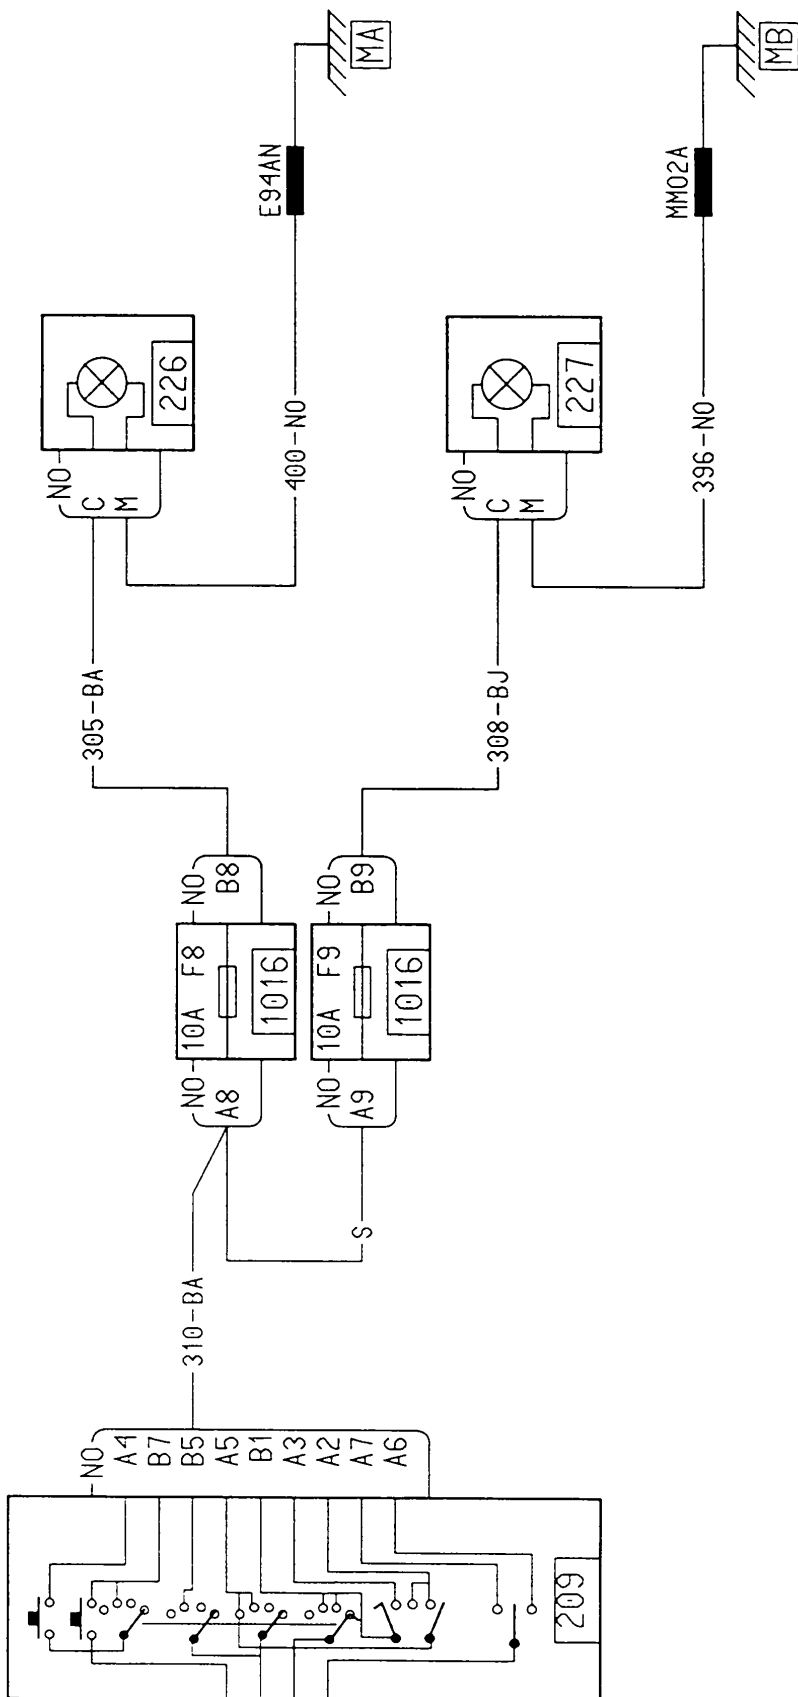 MA
E94AN
226
NO
C
M
400-NO
305-BA
NO
B8
10A F8
1016
NO
A8
MB
MM02A
227
NO
C
M
396-NO
308-BJ
NO
B9
10A F9
1016
NO
A9
S
310-BA
NO
A4
B7
B5
A5
B1
A3
A2
A7
A6
209